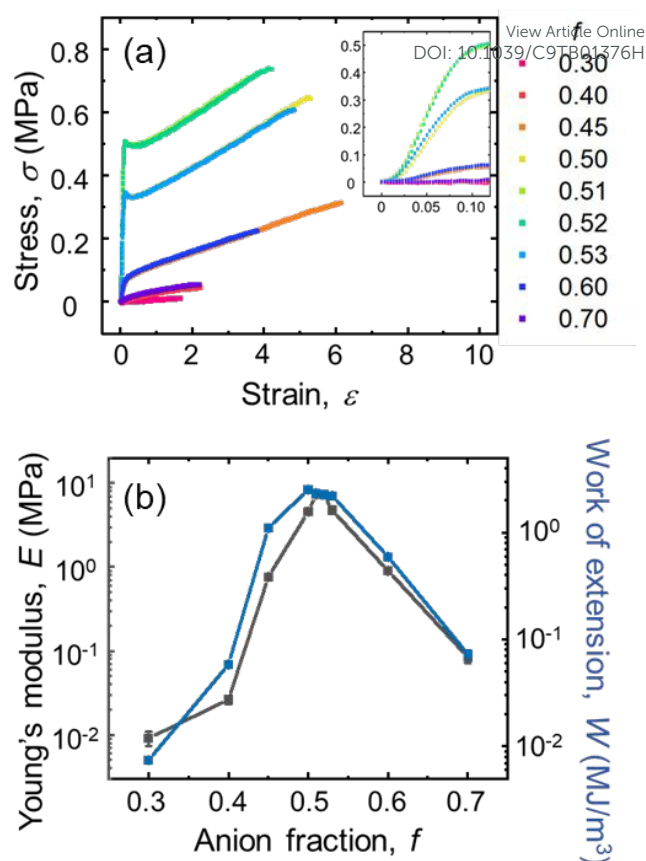 View Article Online
DOI: 10.1039/C9TB01376H
(a)
Stress, σ (MPa)
0.8
0.6
0.4
0.2
0
0 2 4 6 8 10
Strain, ε
0.5
0.4
0.3
0.2
0.1
0
0 0.05 0.10
f
0.30
0.40
0.45
0.50
0.51
0.52
0.53
0.60
0.70
(b)
Young's modulus, E (MPa)
10¹
10⁰
10⁻¹
10⁻²
0.3 0.4 0.5 0.6 0.7
Anion fraction, f
10⁰
10⁻¹
10⁻²
Work of extension, W (MJ/m³)